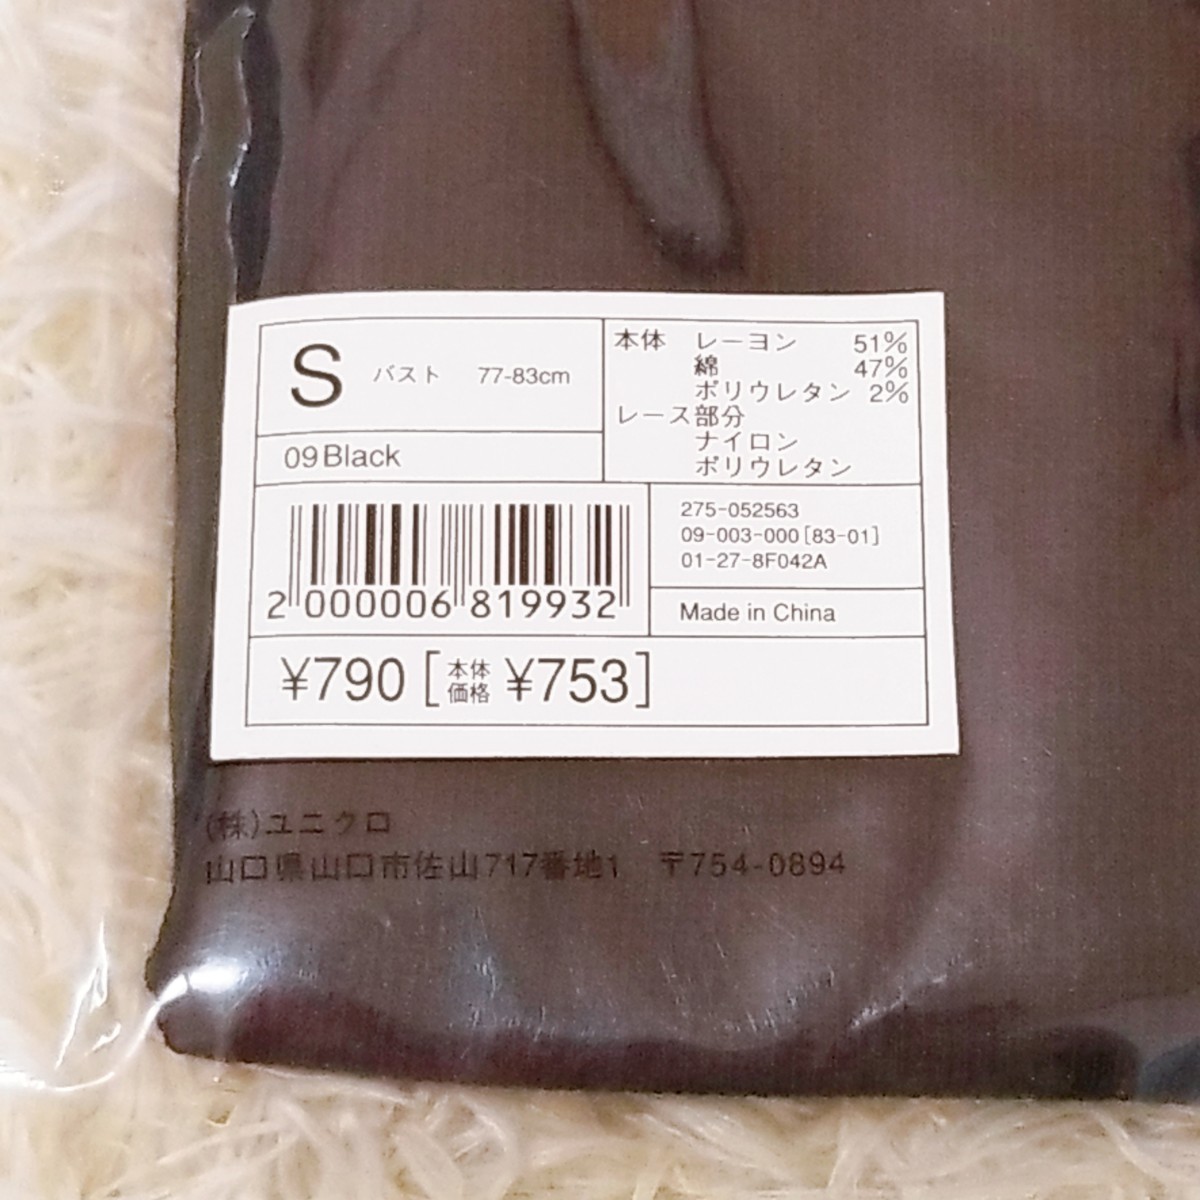 S バスト 77-83cm
09 Black
本体 レーヨン 51%
綿 47%
ポリウレタン 2%
レース部分
ナイロン
ポリウレタン
275-052563
09-003-000[83-01]
01-27-8F042A
Made in China
2 000006 819932
¥790[本体価格 ¥753]
(株)ユニクロ
山口県山口市佐山717番地1 〒754-0894